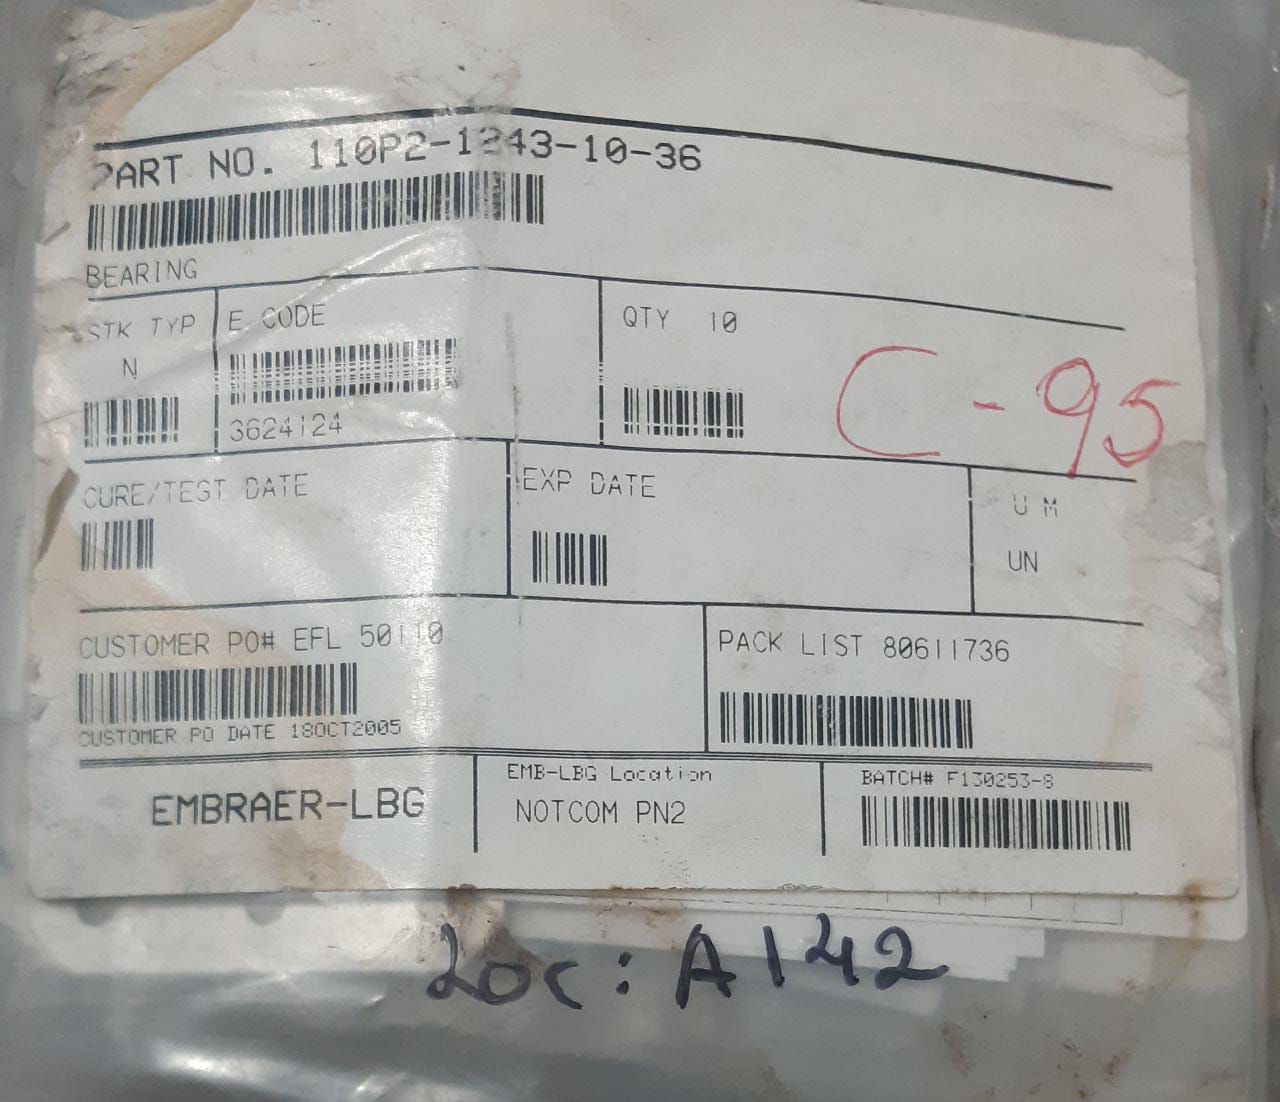 PART NO. 110P2-1243-10-36
BEARING
STK TYP
N
E CODE
3624124
QTY 10
C - 95
CURE/TEST DATE
EXP DATE
U M
UN
CUSTOMER PO# EFL 50110
CUSTOMER PO DATE 18OCT2005
PACK LIST 80611736
EMBRAER-LBG
EMB-LBG Location
NOTCOM PN2
BATCH# F130253-8
Loc: A142